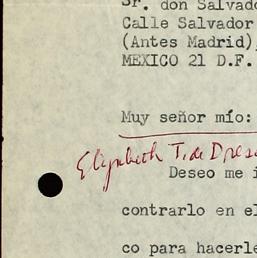 Sr. don Salvado
Calle Salvador
(Antes Madrid),
MEXICO 21 D.F.
Muy señor mío:
Elizabeth T. de Dres
Deseo me i
contrarlo en el
co para hacerle